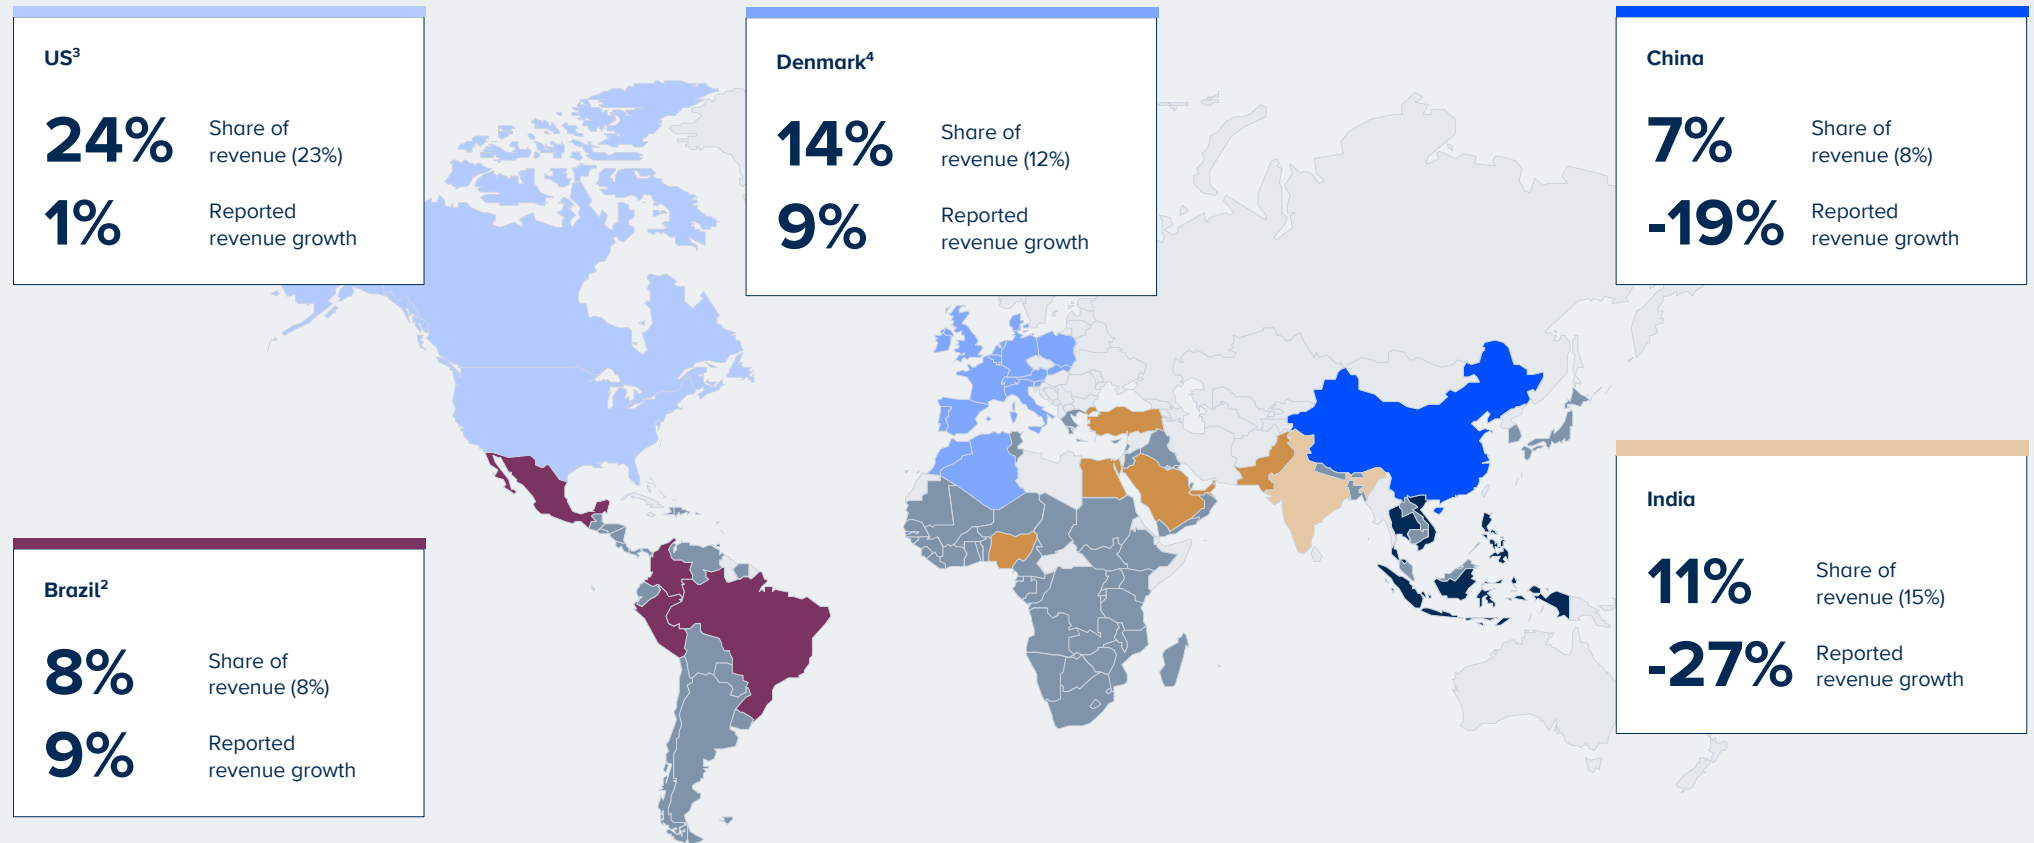 US³
24%
Share of
revenue (23%)
1%
Reported
revenue growth
Denmark⁴
14%
Share of
revenue (12%)
9%
Reported
revenue growth
China
7%
Share of
revenue (8%)
-19%
Reported
revenue growth
Brazil²
8%
Share of
revenue (8%)
9%
Reported
revenue growth
India
11%
Share of
revenue (15%)
-27%
Reported
revenue growth